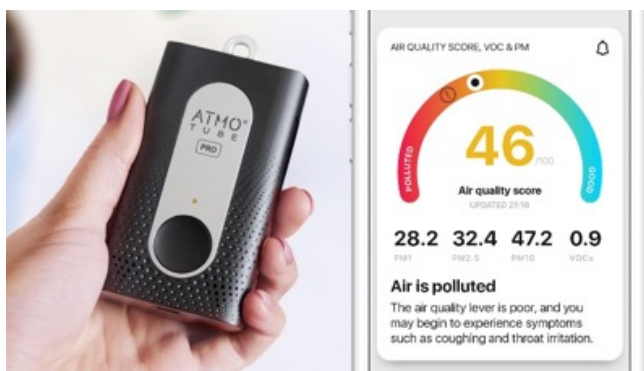 ATMO
TUBE
PRO
AIR QUALITY SCORE, VOC & PM
POLLUTED
GOOD
46
/100
Air quality score
UPDATED 21:16
28.2 32.4 47.2 0.9
PM1 PM2.5 PM10 VOCs
Air is polluted
The air quality lever is poor, and you
may begin to experience symptoms
such as coughing and throat irritation.